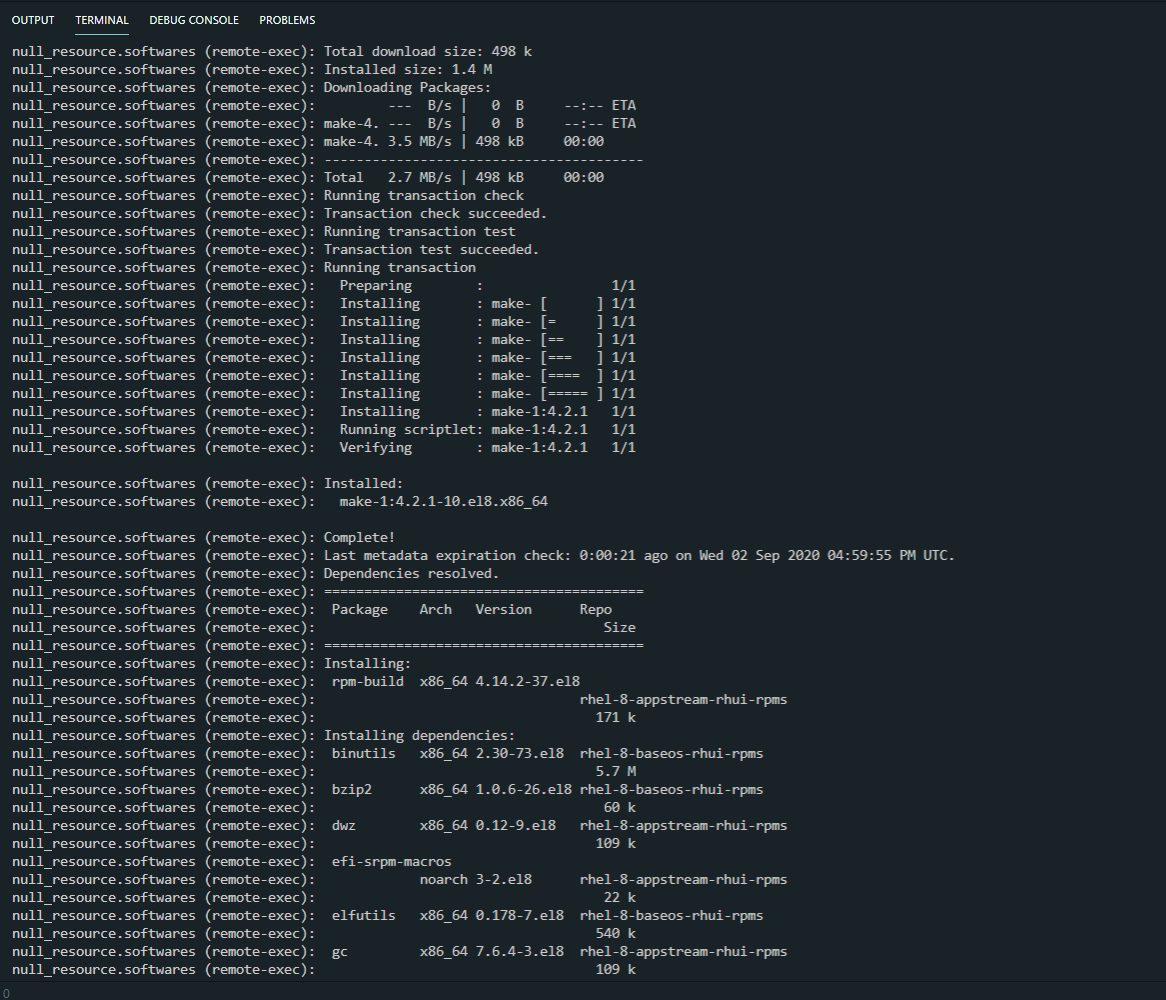 OUTPUT TERMINAL DEBUG CONSOLE PROBLEMS
null_resource.softwares (remote-exec): Total download size: 498 k
null_resource.softwares (remote-exec): Installed size: 1.4 M
null_resource.softwares (remote-exec): Downloading Packages:
null_resource.softwares (remote-exec):         ---  B/s |   0  B     --:-- ETA
null_resource.softwares (remote-exec): make-4. ---  B/s |   0  B     --:-- ETA
null_resource.softwares (remote-exec): make-4. 3.5 MB/s | 498 kB     00:00
null_resource.softwares (remote-exec): ----------------------------------------
null_resource.softwares (remote-exec): Total   2.7 MB/s | 498 kB     00:00
null_resource.softwares (remote-exec): Running transaction check
null_resource.softwares (remote-exec): Transaction check succeeded.
null_resource.softwares (remote-exec): Running transaction test
null_resource.softwares (remote-exec): Transaction test succeeded.
null_resource.softwares (remote-exec): Running transaction
null_resource.softwares (remote-exec):   Preparing        :                1/1
null_resource.softwares (remote-exec):   Installing       : make- [      ] 1/1
null_resource.softwares (remote-exec):   Installing       : make- [=     ] 1/1
null_resource.softwares (remote-exec):   Installing       : make- [==    ] 1/1
null_resource.softwares (remote-exec):   Installing       : make- [===   ] 1/1
null_resource.softwares (remote-exec):   Installing       : make- [====  ] 1/1
null_resource.softwares (remote-exec):   Installing       : make- [===== ] 1/1
null_resource.softwares (remote-exec):   Installing       : make-1:4.2.1   1/1
null_resource.softwares (remote-exec):   Running scriptlet: make-1:4.2.1   1/1
null_resource.softwares (remote-exec):   Verifying        : make-1:4.2.1   1/1
null_resource.softwares (remote-exec): Installed:
null_resource.softwares (remote-exec):   make-1:4.2.1-10.el8.x86_64
null_resource.softwares (remote-exec): Complete!
null_resource.softwares (remote-exec): Last metadata expiration check: 0:00:21 ago on Wed 02 Sep 2020 04:59:55 PM UTC.
null_resource.softwares (remote-exec): Dependencies resolved.
null_resource.softwares (remote-exec): ========================================
null_resource.softwares (remote-exec):  Package    Arch   Version      Repo
null_resource.softwares (remote-exec):                                    Size
null_resource.softwares (remote-exec): ========================================
null_resource.softwares (remote-exec): Installing:
null_resource.softwares (remote-exec):  rpm-build  x86_64 4.14.2-37.el8
null_resource.softwares (remote-exec):                                 rhel-8-appstream-rhui-rpms
null_resource.softwares (remote-exec):                                   171 k
null_resource.softwares (remote-exec): Installing dependencies:
null_resource.softwares (remote-exec):  binutils   x86_64 2.30-73.el8  rhel-8-baseos-rhui-rpms
null_resource.softwares (remote-exec):                                   5.7 M
null_resource.softwares (remote-exec):  bzip2      x86_64 1.0.6-26.el8 rhel-8-baseos-rhui-rpms
null_resource.softwares (remote-exec):                                    60 k
null_resource.softwares (remote-exec):  dwz        x86_64 0.12-9.el8   rhel-8-appstream-rhui-rpms
null_resource.softwares (remote-exec):                                   109 k
null_resource.softwares (remote-exec):  efi-srpm-macros
null_resource.softwares (remote-exec):             noarch 3-2.el8      rhel-8-appstream-rhui-rpms
null_resource.softwares (remote-exec):                                    22 k
null_resource.softwares (remote-exec):  elfutils   x86_64 0.178-7.el8  rhel-8-baseos-rhui-rpms
null_resource.softwares (remote-exec):                                   540 k
null_resource.softwares (remote-exec):  gc         x86_64 7.6.4-3.el8  rhel-8-appstream-rhui-rpms
null_resource.softwares (remote-exec):                                   109 k
0